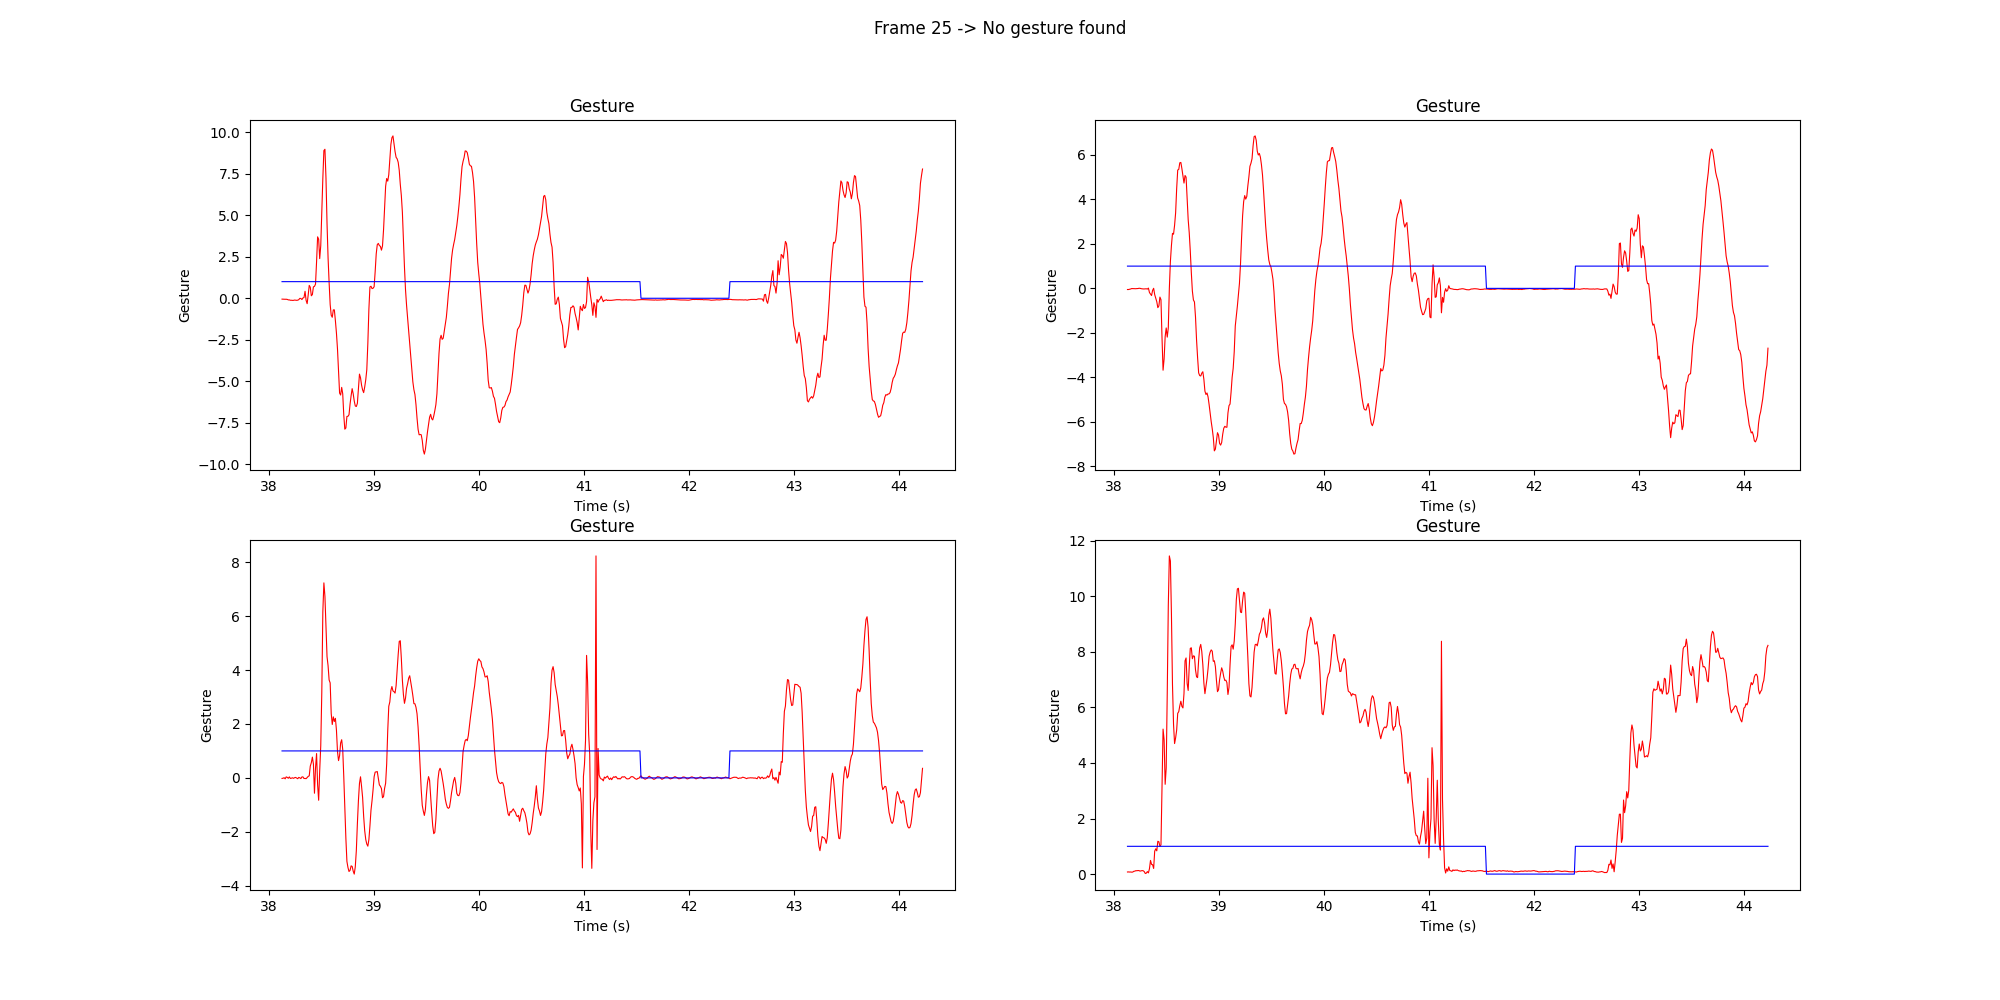 Frame 25 -> No gesture found
Gesture
Gesture
10.0
7.5
5.0
2.5
0.0
−2.5
−5.0
−7.5
−10.0
38 39 40 41 42 43 44
Time (s)
Gesture
Gesture
6
4
2
0
−2
−4
−6
−8
38 39 40 41 42 43 44
Time (s)
Gesture
Gesture
8
6
4
2
0
−2
−4
38 39 40 41 42 43 44
Time (s)
Gesture
Gesture
12
10
8
6
4
2
0
38 39 40 41 42 43 44
Time (s)